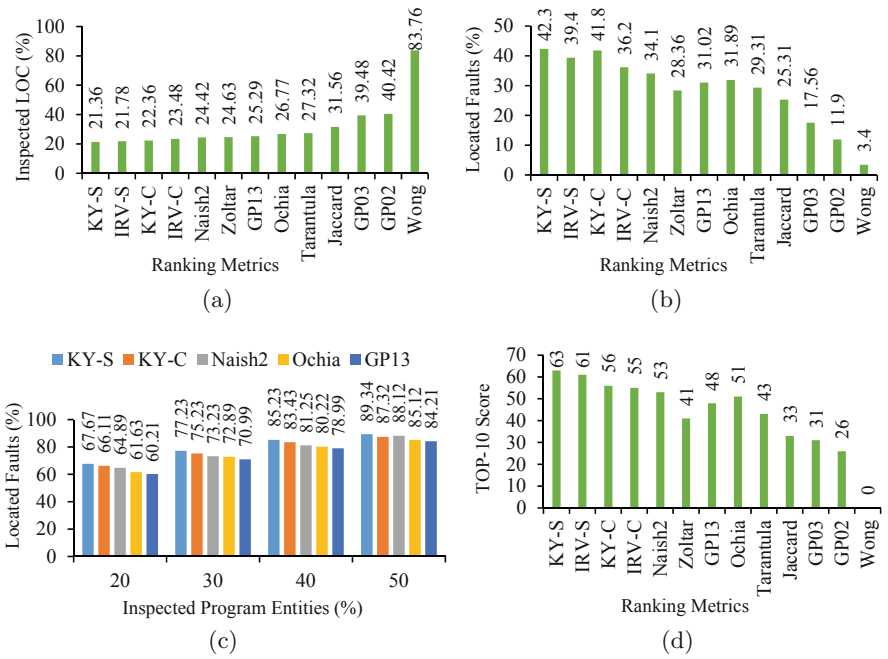 Inspected LOC (%)
100
80
60
40
20
0
21.36
21.78
22.36
23.48
24.42
24.63
25.29
26.77
27.32
31.56
39.48
40.42
83.76
KY-S
IRV-S
KY-C
IRV-C
Naish2
Zoltar
GP13
Ochia
Tarantula
Jaccard
GP03
GP02
Wong
Ranking Metrics
(a)
Located Faults (%)
50
40
30
20
10
0
42.3
39.4
41.8
36.2
34.1
28.36
31.02
31.89
29.31
25.31
17.56
11.9
3.4
KY-S
IRV-S
KY-C
IRV-C
Naish2
Zoltar
GP13
Ochia
Tarantula
Jaccard
GP03
GP02
Wong
Ranking Metrics
(b)
KY-S KY-C Naish2 Ochia GP13
Located Faults (%)
100
80
60
40
20
0
67.67
66.11
64.89
61.63
60.21
77.23
75.23
73.23
72.89
70.99
85.23
83.43
81.25
80.22
78.99
89.34
87.32
88.12
85.12
84.21
20 30 40 50
Inspected Program Entities (%)
(c)
TOP-10 Score
70
60
50
40
30
20
10
0
63
61
56
55
53
41
48
51
43
33
31
26
0
KY-S
IRV-S
KY-C
IRV-C
Naish2
Zoltar
GP13
Ochia
Tarantula
Jaccard
GP03
GP02
Wong
Ranking Metrics
(d)